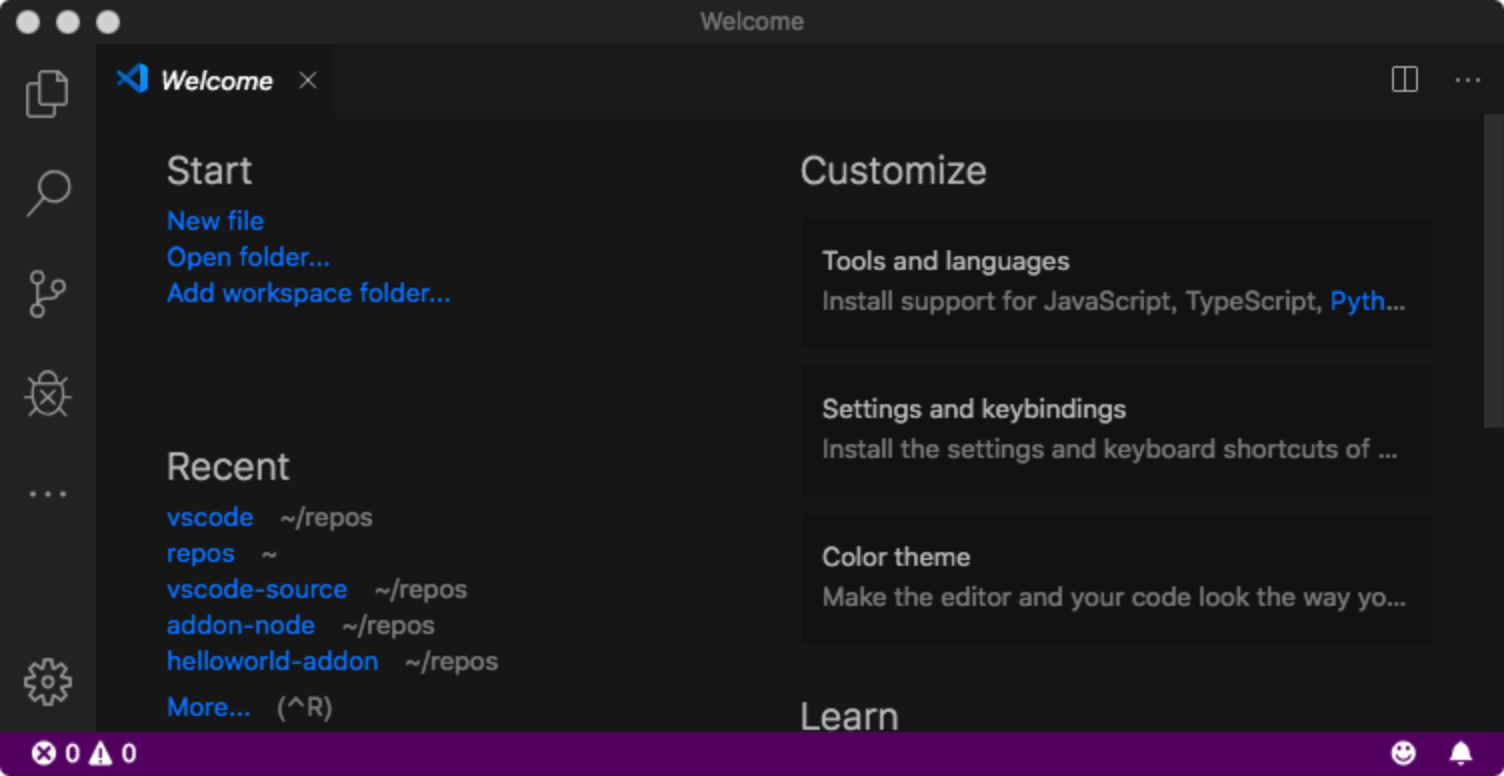 Welcome
Welcome
Start
New file
Open folder...
Add workspace folder...
Recent
vscode ~/repos
repos ~
vscode-source ~/repos
addon-node ~/repos
helloworld-addon ~/repos
More... (^R)
Customize
Tools and languages
Install support for JavaScript, TypeScript, Pyth...
Settings and keybindings
Install the settings and keyboard shortcuts of ...
Color theme
Make the editor and your code look the way yo...
Learn
0 0